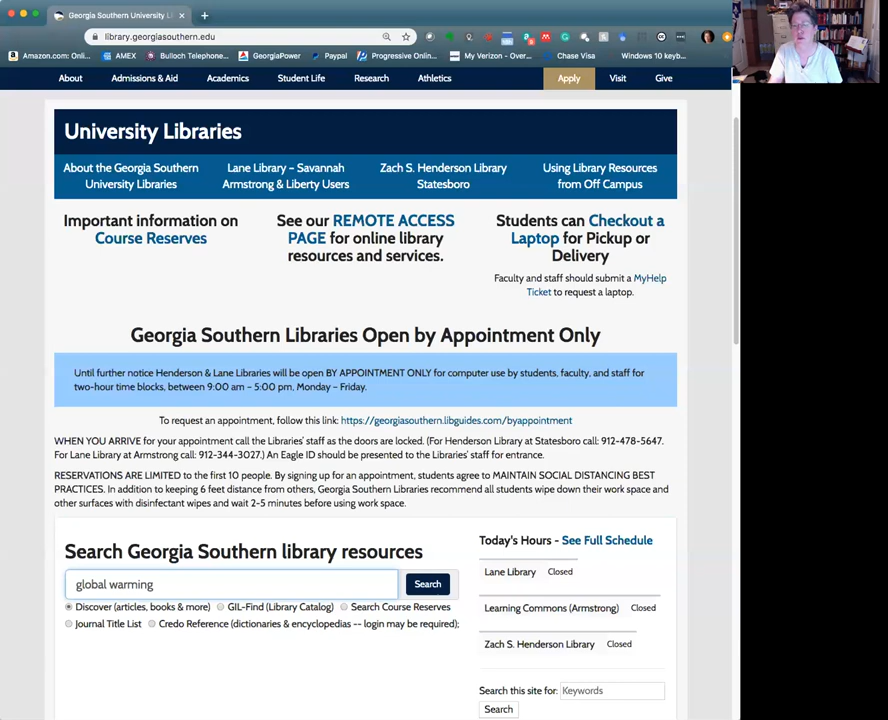 Georgia Southern University Li
library.georgiasouthern.edu
Amazon.com: Onli...
AMEX
Bulloch Telephone...
GeorgiaPower
Paypal
Progressive Online...
My Verizon - Over...
Chase Visa
Windows 10 keyb...
About
Admissions & Aid
Academics
Student Life
Research
Athletics
Apply
Visit
Give
University Libraries
About the Georgia Southern
University Libraries
Lane Library – Savannah
Armstrong & Liberty Users
Zach S. Henderson Library
Statesboro
Using Library Resources
from Off Campus
Important information on
Course Reserves
See our REMOTE ACCESS
PAGE for online library
resources and services.
Students can Checkout a
Laptop for Pickup or
Delivery
Faculty and staff should submit a MyHelp
Ticket to request a laptop.
Georgia Southern Libraries Open by Appointment Only
Until further notice Henderson & Lane Libraries will be open BY APPOINTMENT ONLY for computer use by students, faculty, and staff for
two-hour time blocks, between 9:00 am – 5:00 pm, Monday – Friday.
To request an appointment, follow this link: https://georgiasouthern.libguides.com/byappointment
WHEN YOU ARRIVE for your appointment call the Libraries' staff as the doors are locked. (For Henderson Library at Statesboro call: 912-478-5647.
For Lane Library at Armstrong call: 912-344-3027.) An Eagle ID should be presented to the Libraries' staff for entrance.
RESERVATIONS ARE LIMITED to the first 10 people. By signing up for an appointment, students agree to MAINTAIN SOCIAL DISTANCING BEST
PRACTICES. In addition to keeping 6 feet distance from others, Georgia Southern Libraries recommend all students wipe down their work space and
other surfaces with disinfectant wipes and wait 2-5 minutes before using work space.
Search Georgia Southern library resources
global warming
Search
Discover (articles, books & more)
GIL-Find (Library Catalog)
Search Course Reserves
Journal Title List
Credo Reference (dictionaries & encyclopedias -- login may be required);
Today's Hours - See Full Schedule
Lane Library
Closed
Learning Commons (Armstrong)
Closed
Zach S. Henderson Library
Closed
Search this site for:
Keywords
Search